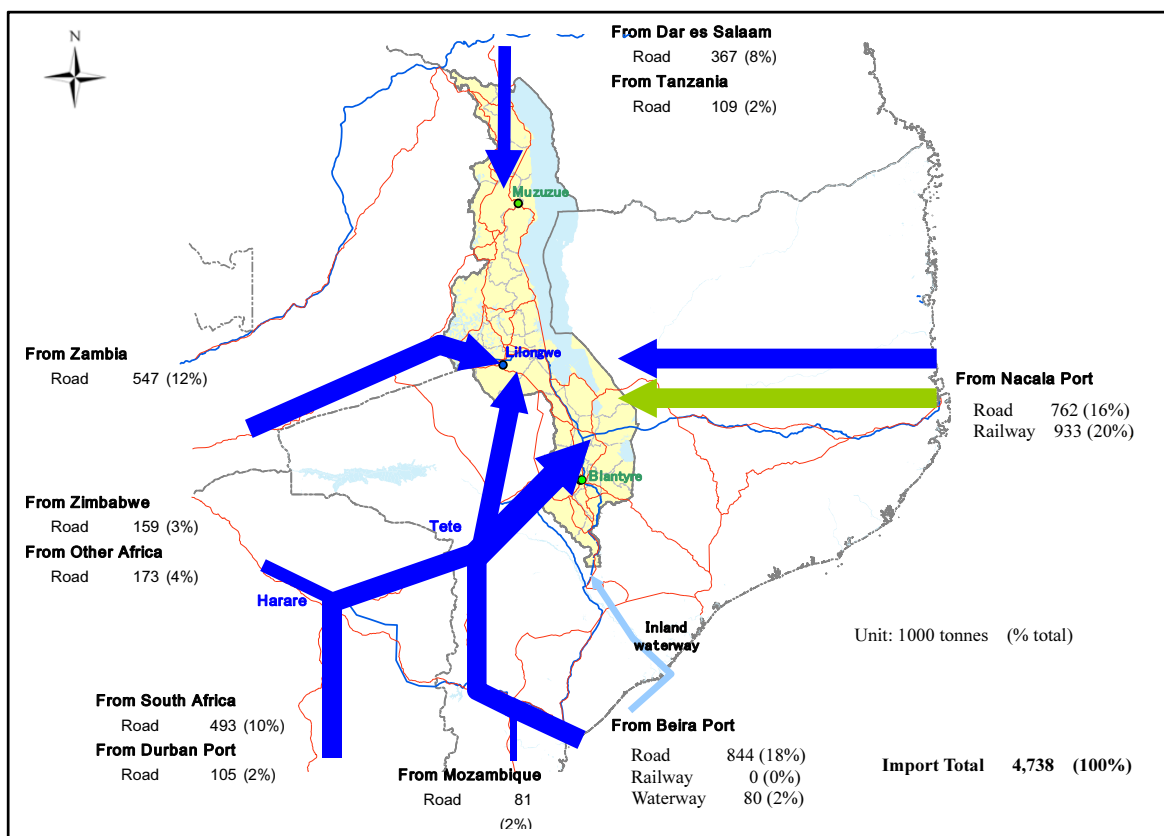 N
From Dar es Salaam
Road 367 (8%)
From Tanzania
Road 109 (2%)
Muzuzue
From Zambia
Road 547 (12%)
Lilongwe
From Nacala Port
Road 762 (16%)
Railway 933 (20%)
Blantyre
From Zimbabwe
Road 159 (3%)
From Other Africa
Road 173 (4%)
Tete
Harare
Inland
waterway
Unit: 1000 tonnes (% total)
From South Africa
Road 493 (10%)
From Durban Port
Road 105 (2%)
From Mozambique
Road 81
(2%)
From Beira Port
Road 844 (18%)
Railway 0 (0%)
Waterway 80 (2%)
Import Total 4,738 (100%)